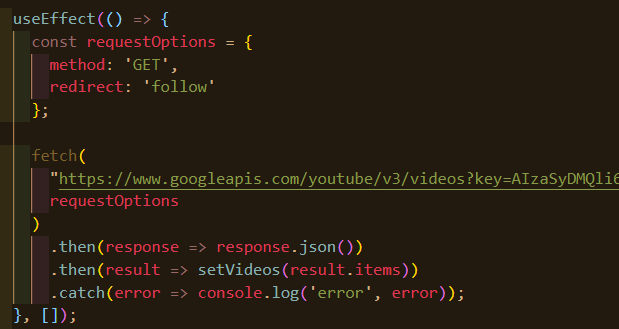 useEffect(() => {
const requestOptions = {
method: 'GET',
redirect: 'follow'
};
fetch(
"https://www.googleapis.com/youtube/v3/videos?key=AIzaSyDMQli6
requestOptions
)
.then(response => response.json())
.then(result => setVideos(result.items))
.catch(error => console.log('error', error));
}, []);